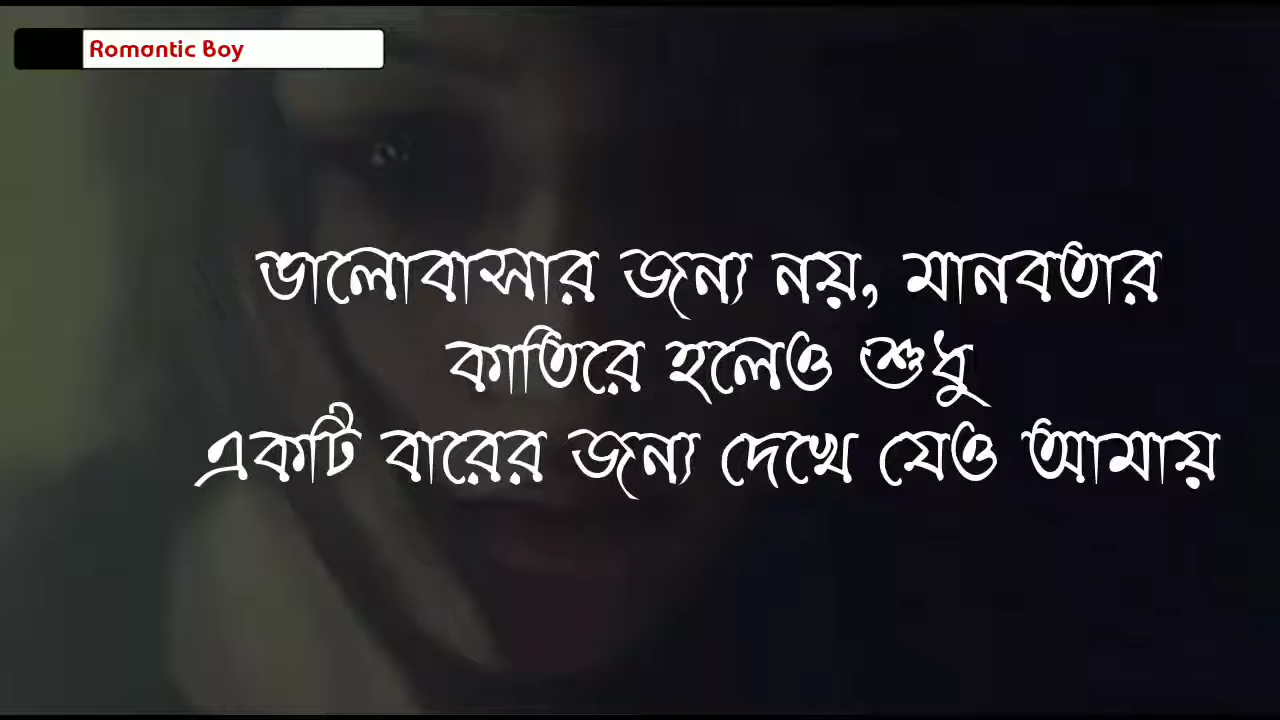 Romantic Boy
ভালোবাসার জন্য নয়, মানবতার
কাতিরে হলেও শুধু
একটি বারের জন্য দেখে যেও আমায়